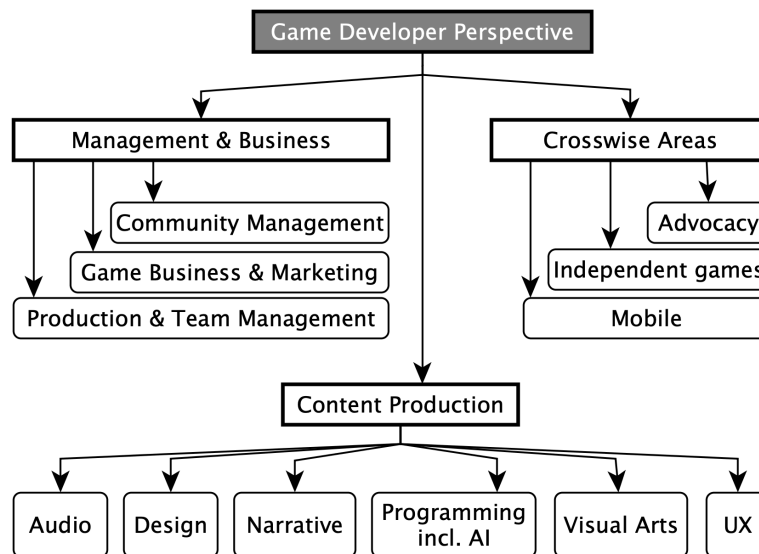 Game Developer Perspective
Management & Business
Crosswise Areas
Community Management
Advocacy
Game Business & Marketing
Independent games
Production & Team Management
Mobile
Content Production
Audio
Design
Narrative
Programming
incl. AI
Visual Arts
UX